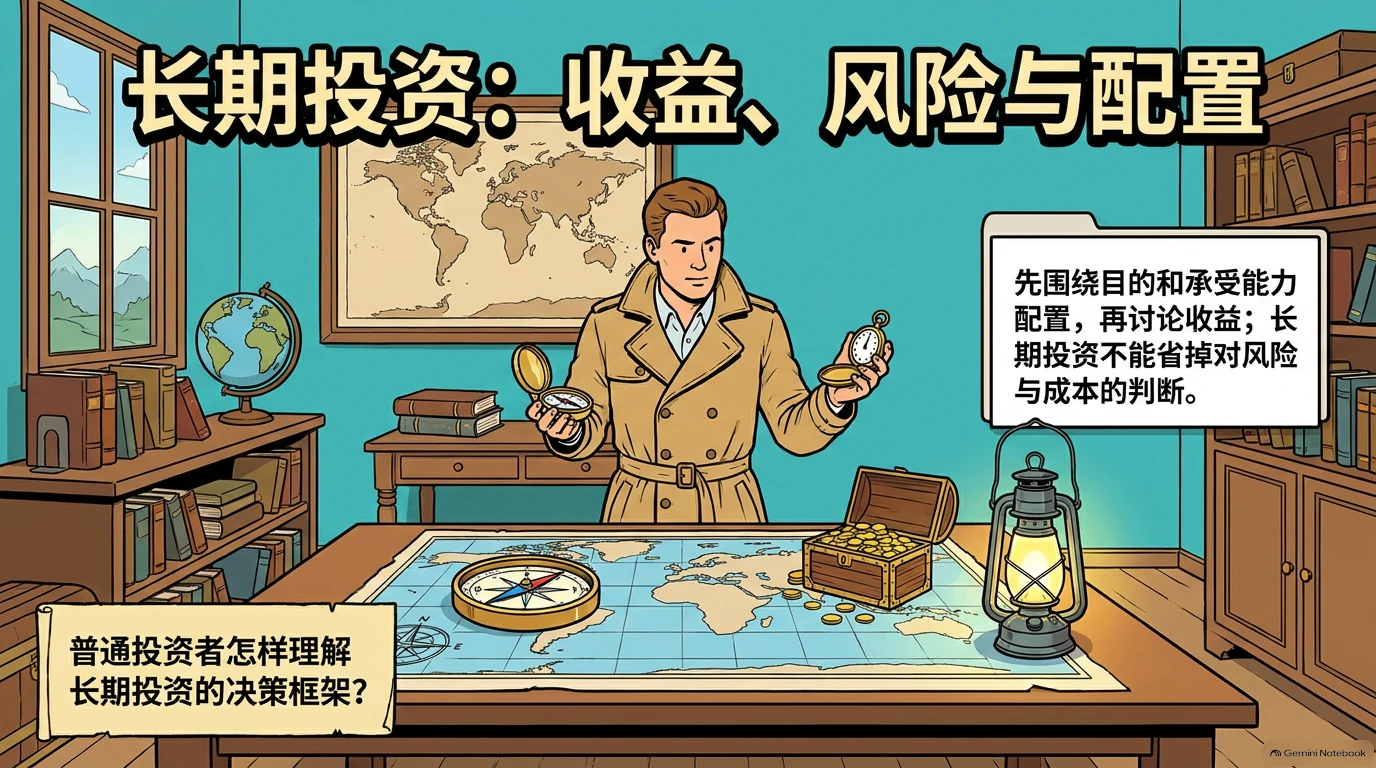 长期投资：收益、风险与配置
先围绕目的和承受能力
配置，再讨论收益；长
期投资不能省掉对风险
与成本的判断。
普通投资者怎样理解
长期投资的决策框架？
Gemini Notebook